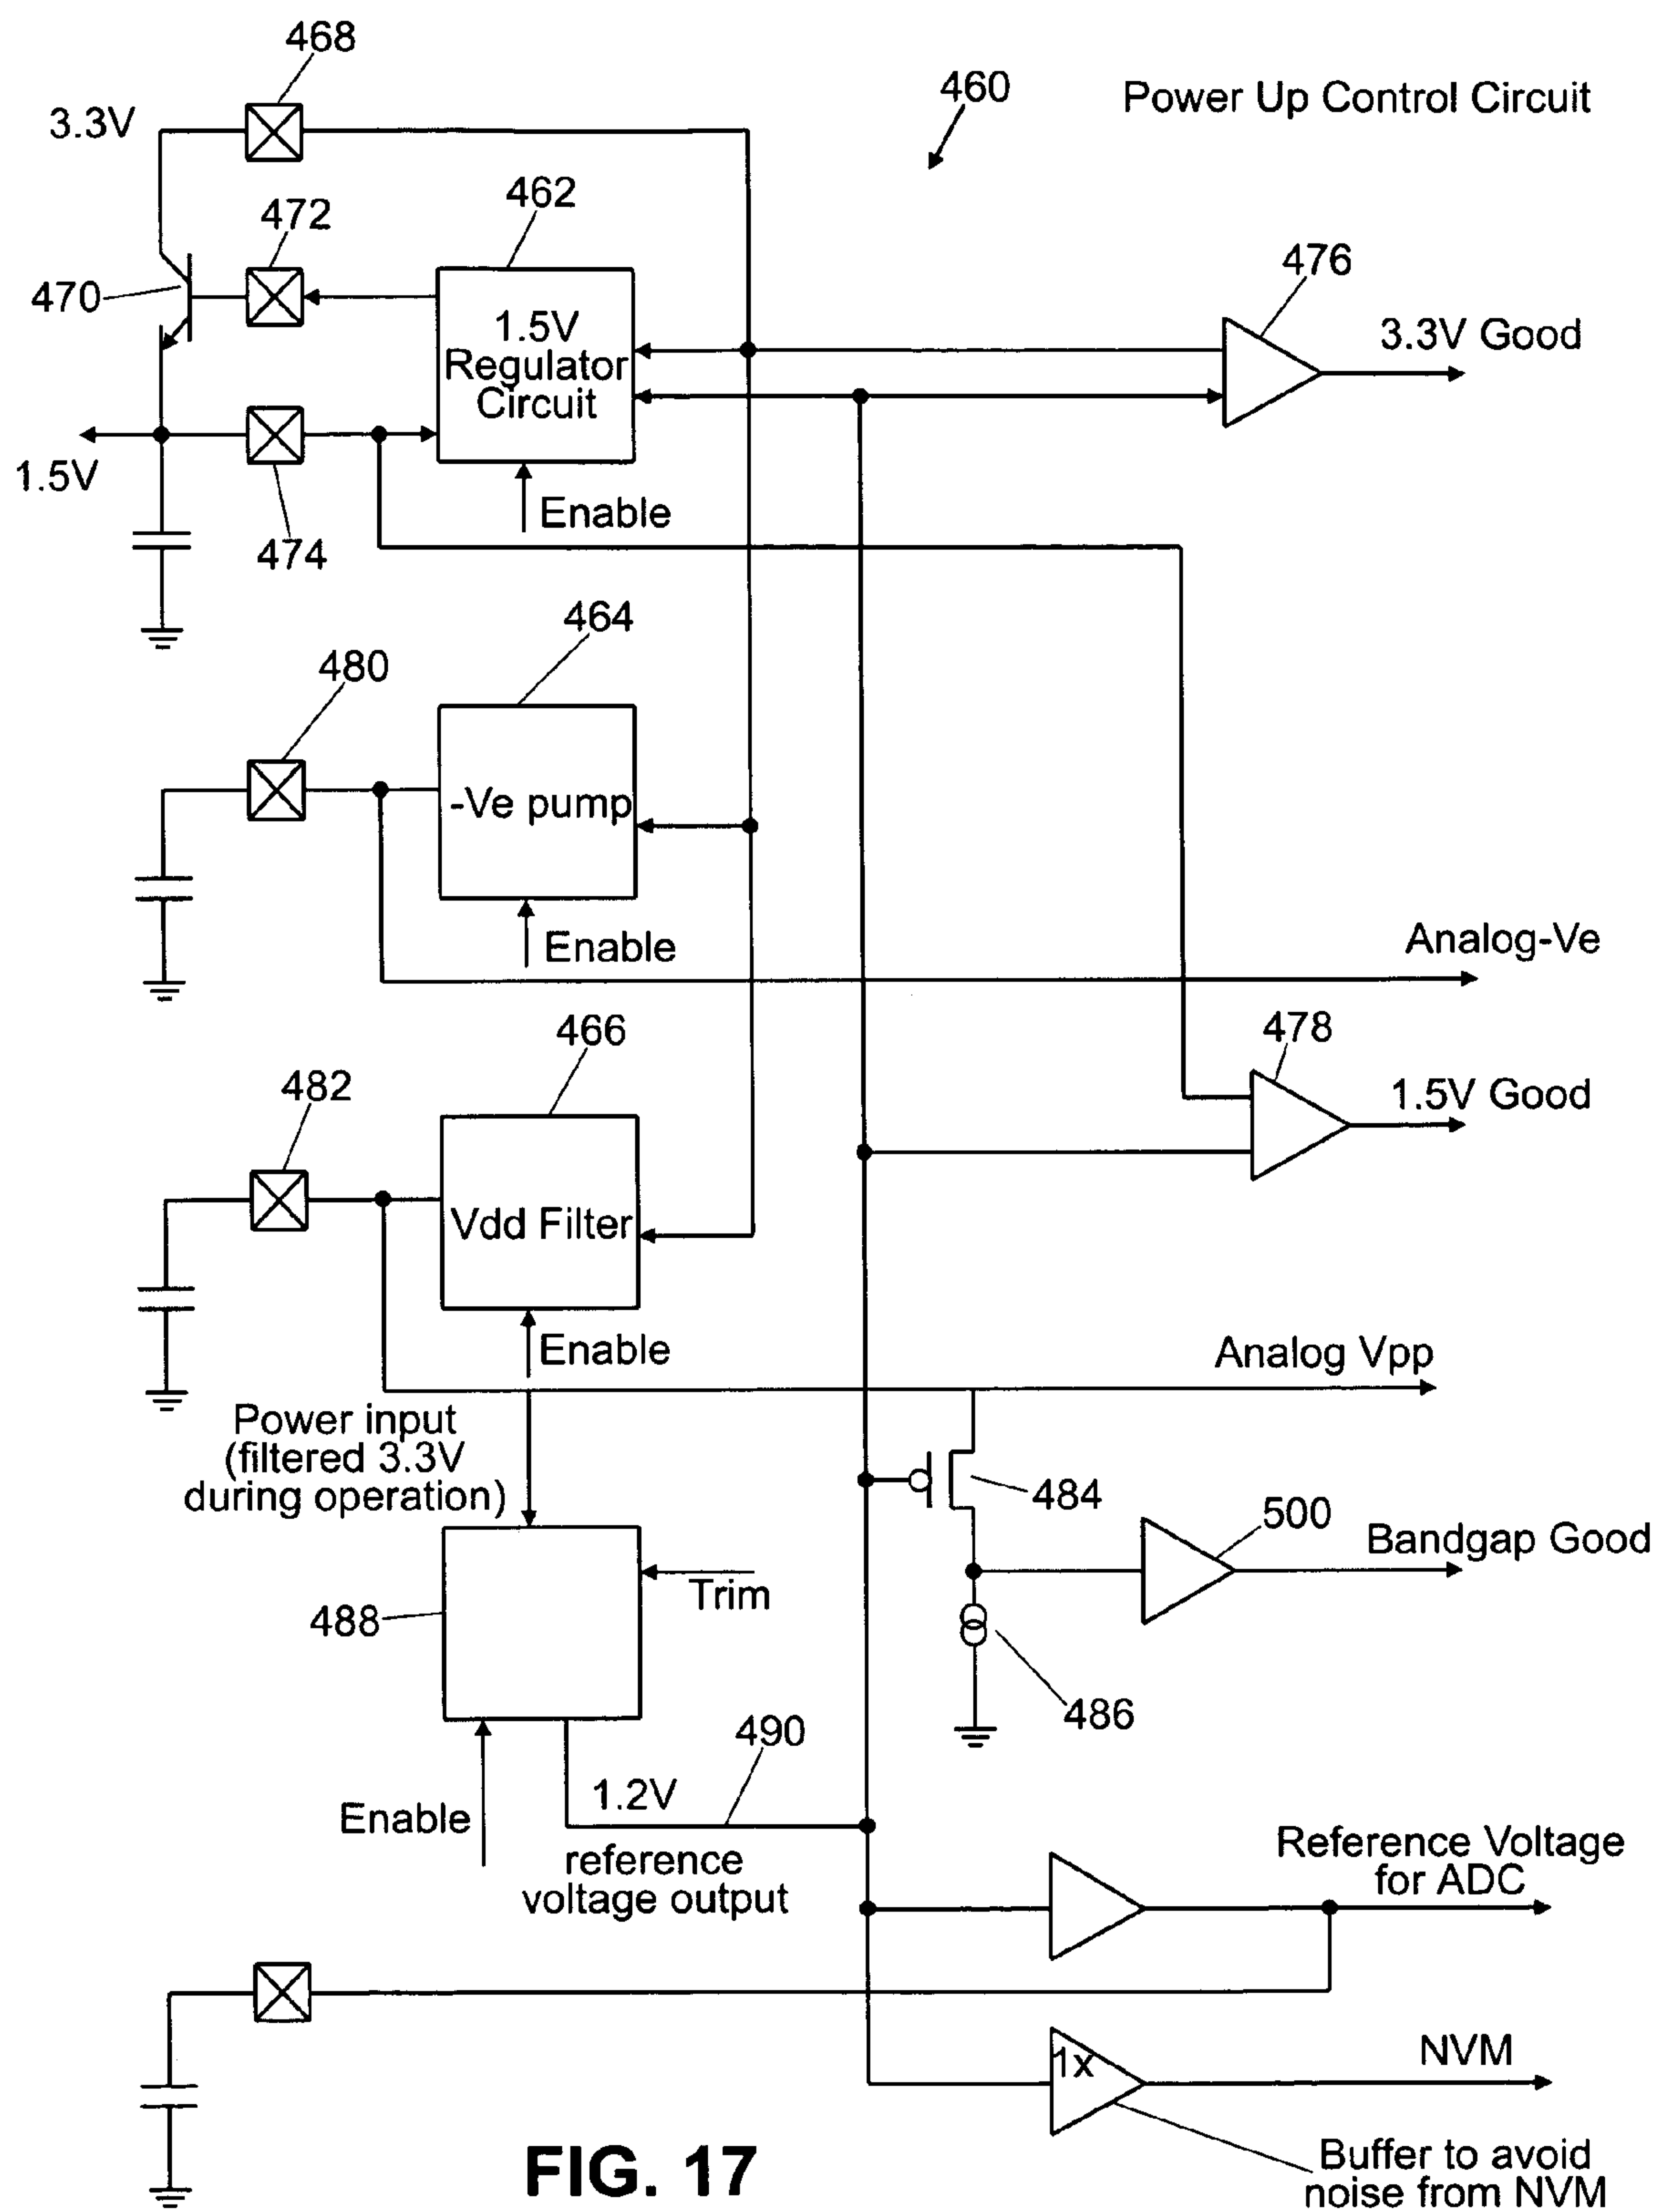 468
460
Power Up Control Circuit
3.3V
462
472
476
470
3.3V Good
1.5V
Regulator
Circuit
1.5V
Enable
474
464
480
-Ve pump
Enable
Analog-Ve
466
478
482
1.5V Good
Vdd Filter
Enable
Analog Vpp
Power input
(filtered 3.3V
during operation)
484
500
Bandgap Good
Trim
488
486
490
1.2V
Enable
reference
voltage output
Reference Voltage
for ADC
NVM
1x
Buffer to avoid
noise from NVM
FIG. 17